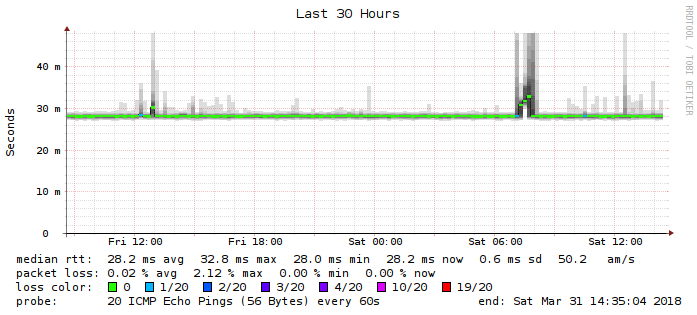 Last 30 Hours
RRDTOOL / TOBI OETIKER
Seconds
40 m
30 m
20 m
10 m
0
Fri 12:00 Fri 18:00 Sat 00:00 Sat 06:00 Sat 12:00
median rtt: 28.2 ms avg 32.8 ms max 28.0 ms min 28.2 ms now 0.6 ms sd 50.2 am/s
packet loss: 0.02 % avg 2.12 % max 0.00 % min 0.00 % now
loss color: 0 1/20 2/20 3/20 4/20 10/20 19/20
probe: 20 ICMP Echo Pings (56 Bytes) every 60s end: Sat Mar 31 14:35:04 2018